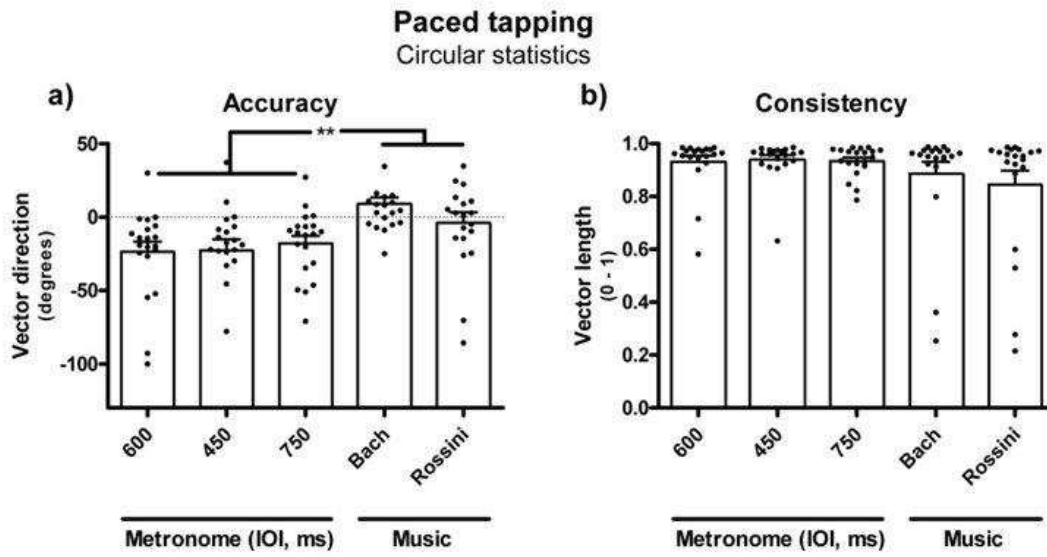 Paced tapping
Circular statistics
a)
Accuracy
**
Vector direction
(degrees)
50
0
-50
-100
600
450
750
Bach
Rossini
Metronome (IOI, ms)
Music
b)
Consistency
Vector length
(0 - 1)
1.0
0.8
0.6
0.4
0.2
0.0
600
450
750
Bach
Rossini
Metronome (IOI, ms)
Music